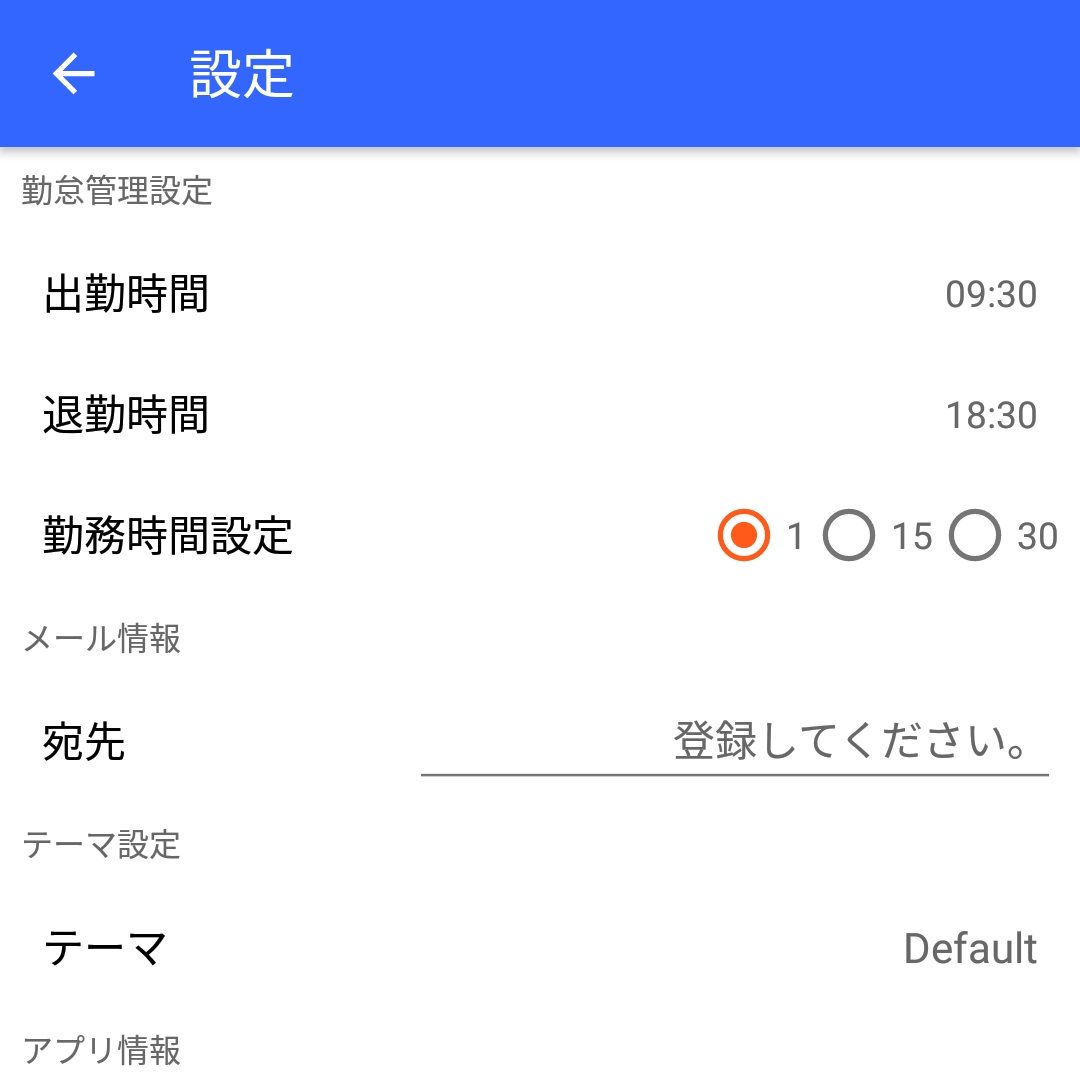 設定
勤怠管理設定
出勤時間 09:30
退勤時間 18:30
勤務時間設定 1 15 30
メール情報
宛先 登録してください。
テーマ設定
テーマ Default
アプリ情報